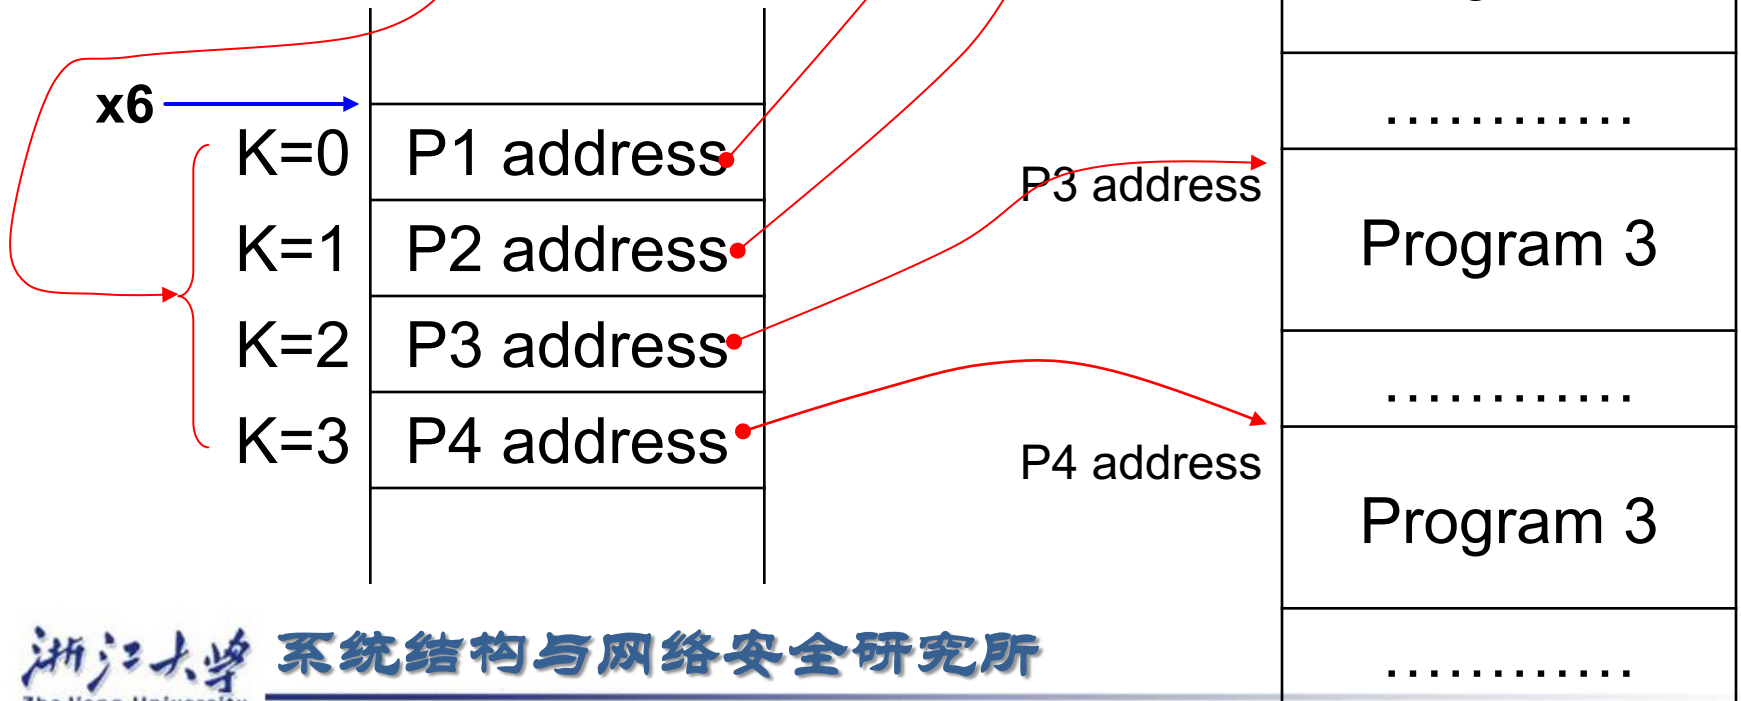 ............
x6
K=0 P1 address
P3 address
K=1 P2 address
Program 3
K=2 P3 address
............
K=3 P4 address
P4 address
Program 3
浙江大学 系统结构与网络安全研究所
............